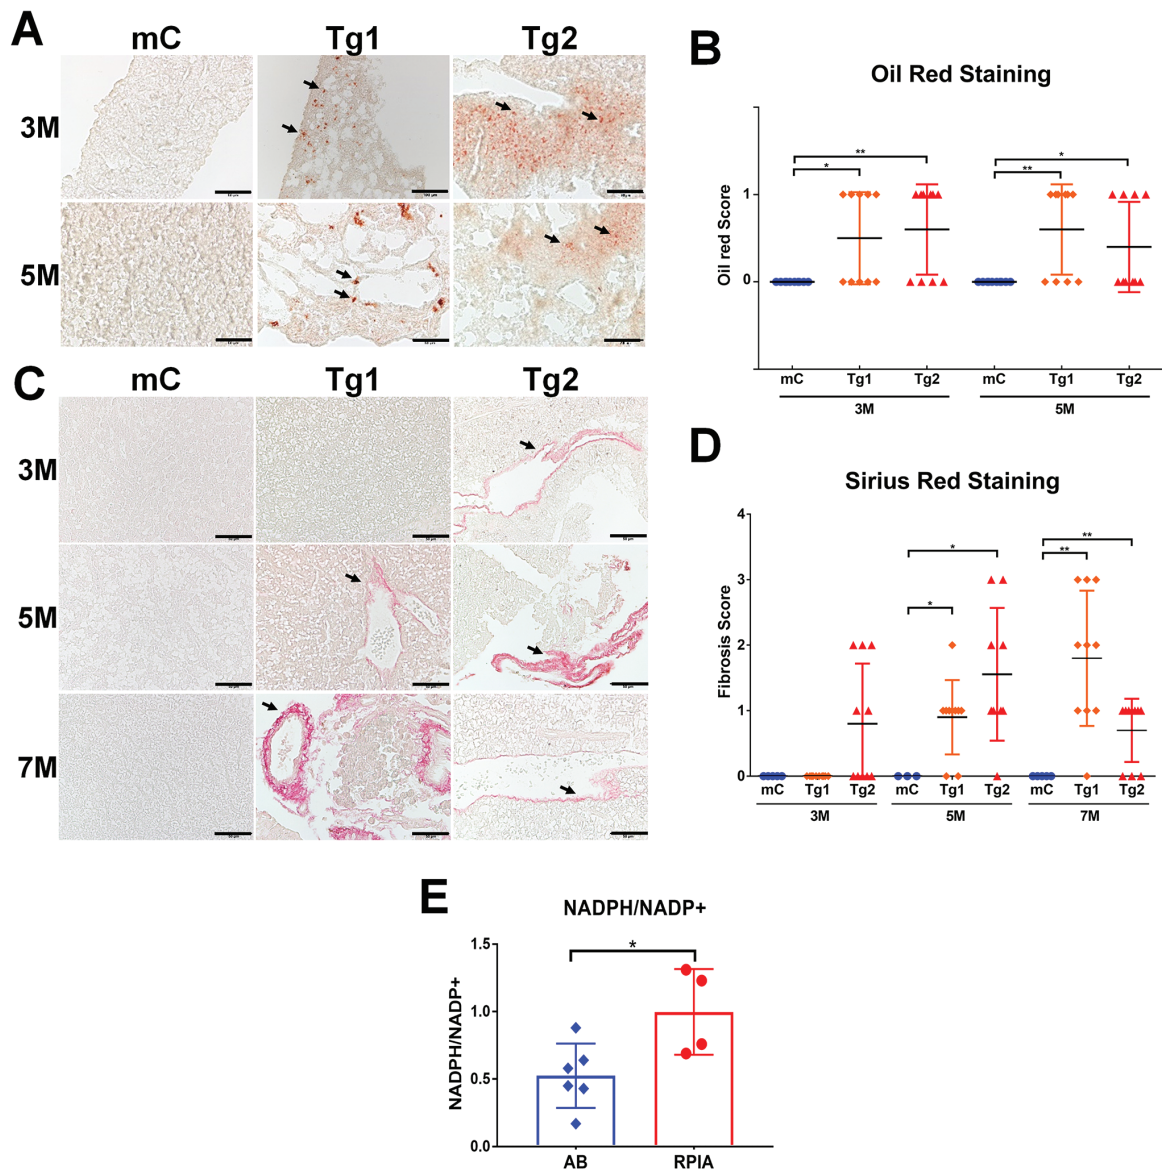 A
mC
Tg1
Tg2
3M
5M
B
Oil Red Staining
Oil red Score
1
0
*
**
**
*
mC
Tg1
Tg2
mC
Tg1
Tg2
3M
5M
C
mC
Tg1
Tg2
3M
5M
7M
D
Sirius Red Staining
Fibrosis Score
4
3
2
1
0
*
*
**
**
mC
Tg1
Tg2
mC
Tg1
Tg2
mC
Tg1
Tg2
3M
5M
7M
E
NADPH/NADP+
NADPH/NADP+
1.5
1.0
0.5
0.0
*
AB
RPIA